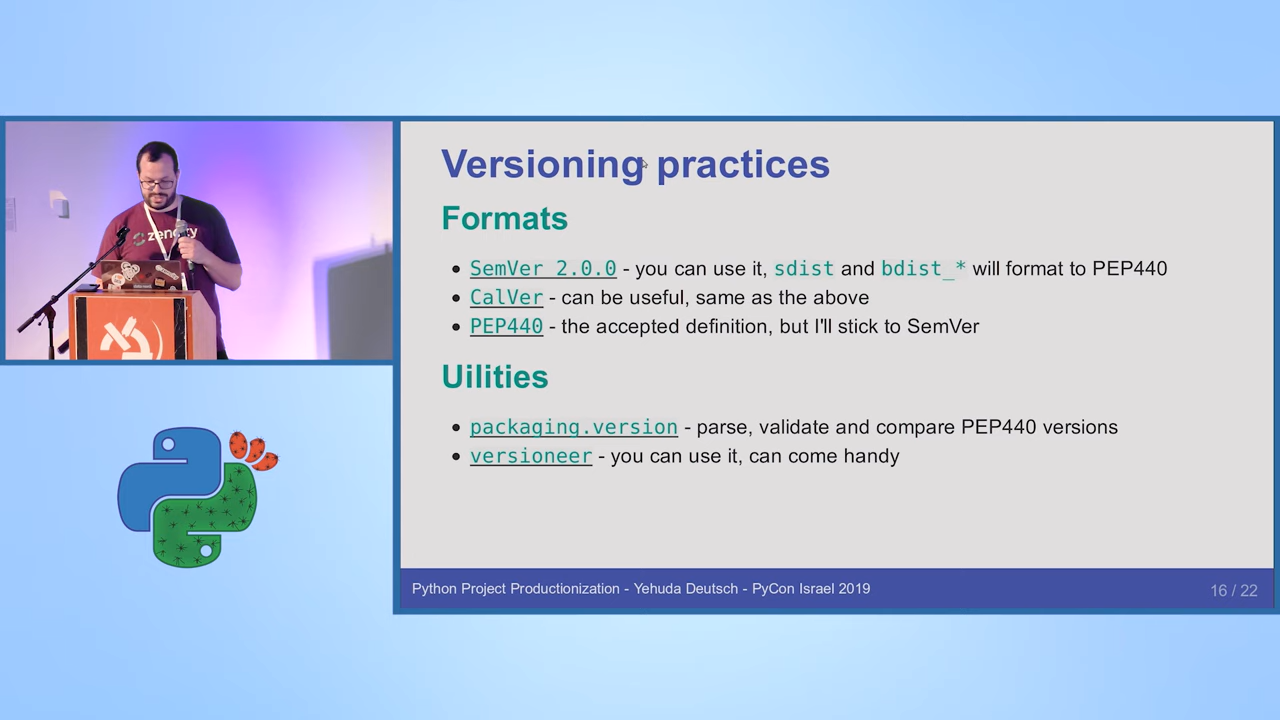 Versioning practices
Formats
SemVer 2.0.0 - you can use it, sdist and bdist_* will format to PEP440
CalVer - can be useful, same as the above
PEP440 - the accepted definition, but I'll stick to SemVer
Uilities
packaging.version - parse, validate and compare PEP440 versions
versioneer - you can use it, can come handy
Python Project Productionization - Yehuda Deutsch - PyCon Israel 2019
16 / 22